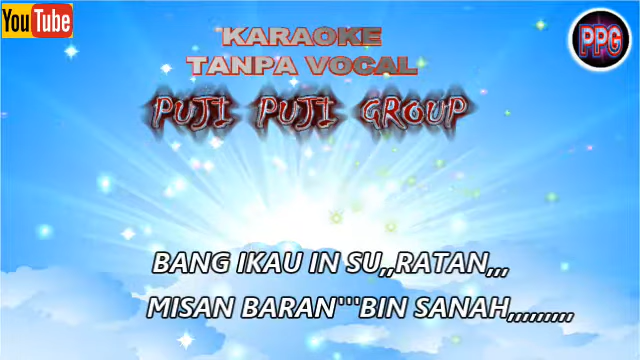 YouTube
PPG
KARAOKE
TANPA VOCAL
PUJI PUJI GROUP
BANG IKAU IN SU,,RATAN,,,
MISAN BARAN```BIN SANAH,,,,,,,,,